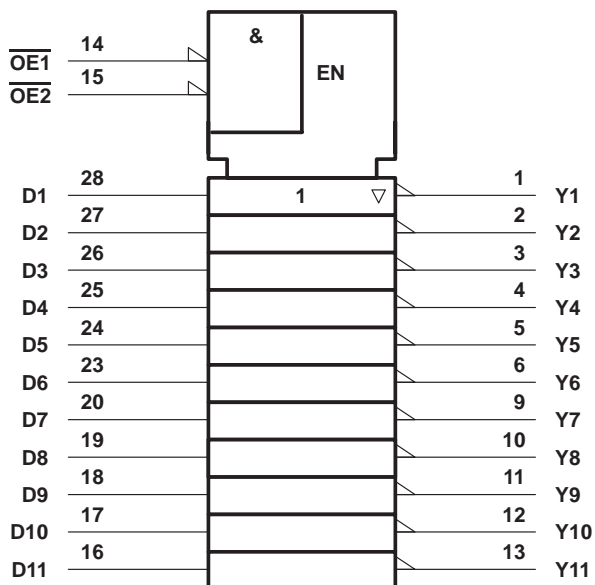 &
14
OE1
EN
15
OE2
28 1
D1 1 ▽ Y1
27 2
D2 Y2
26 3
D3 Y3
25 4
D4 Y4
24 5
D5 Y5
23 6
D6 Y6
20 9
D7 Y7
19 10
D8 Y8
18 11
D9 Y9
17 12
D10 Y10
16 13
D11 Y11